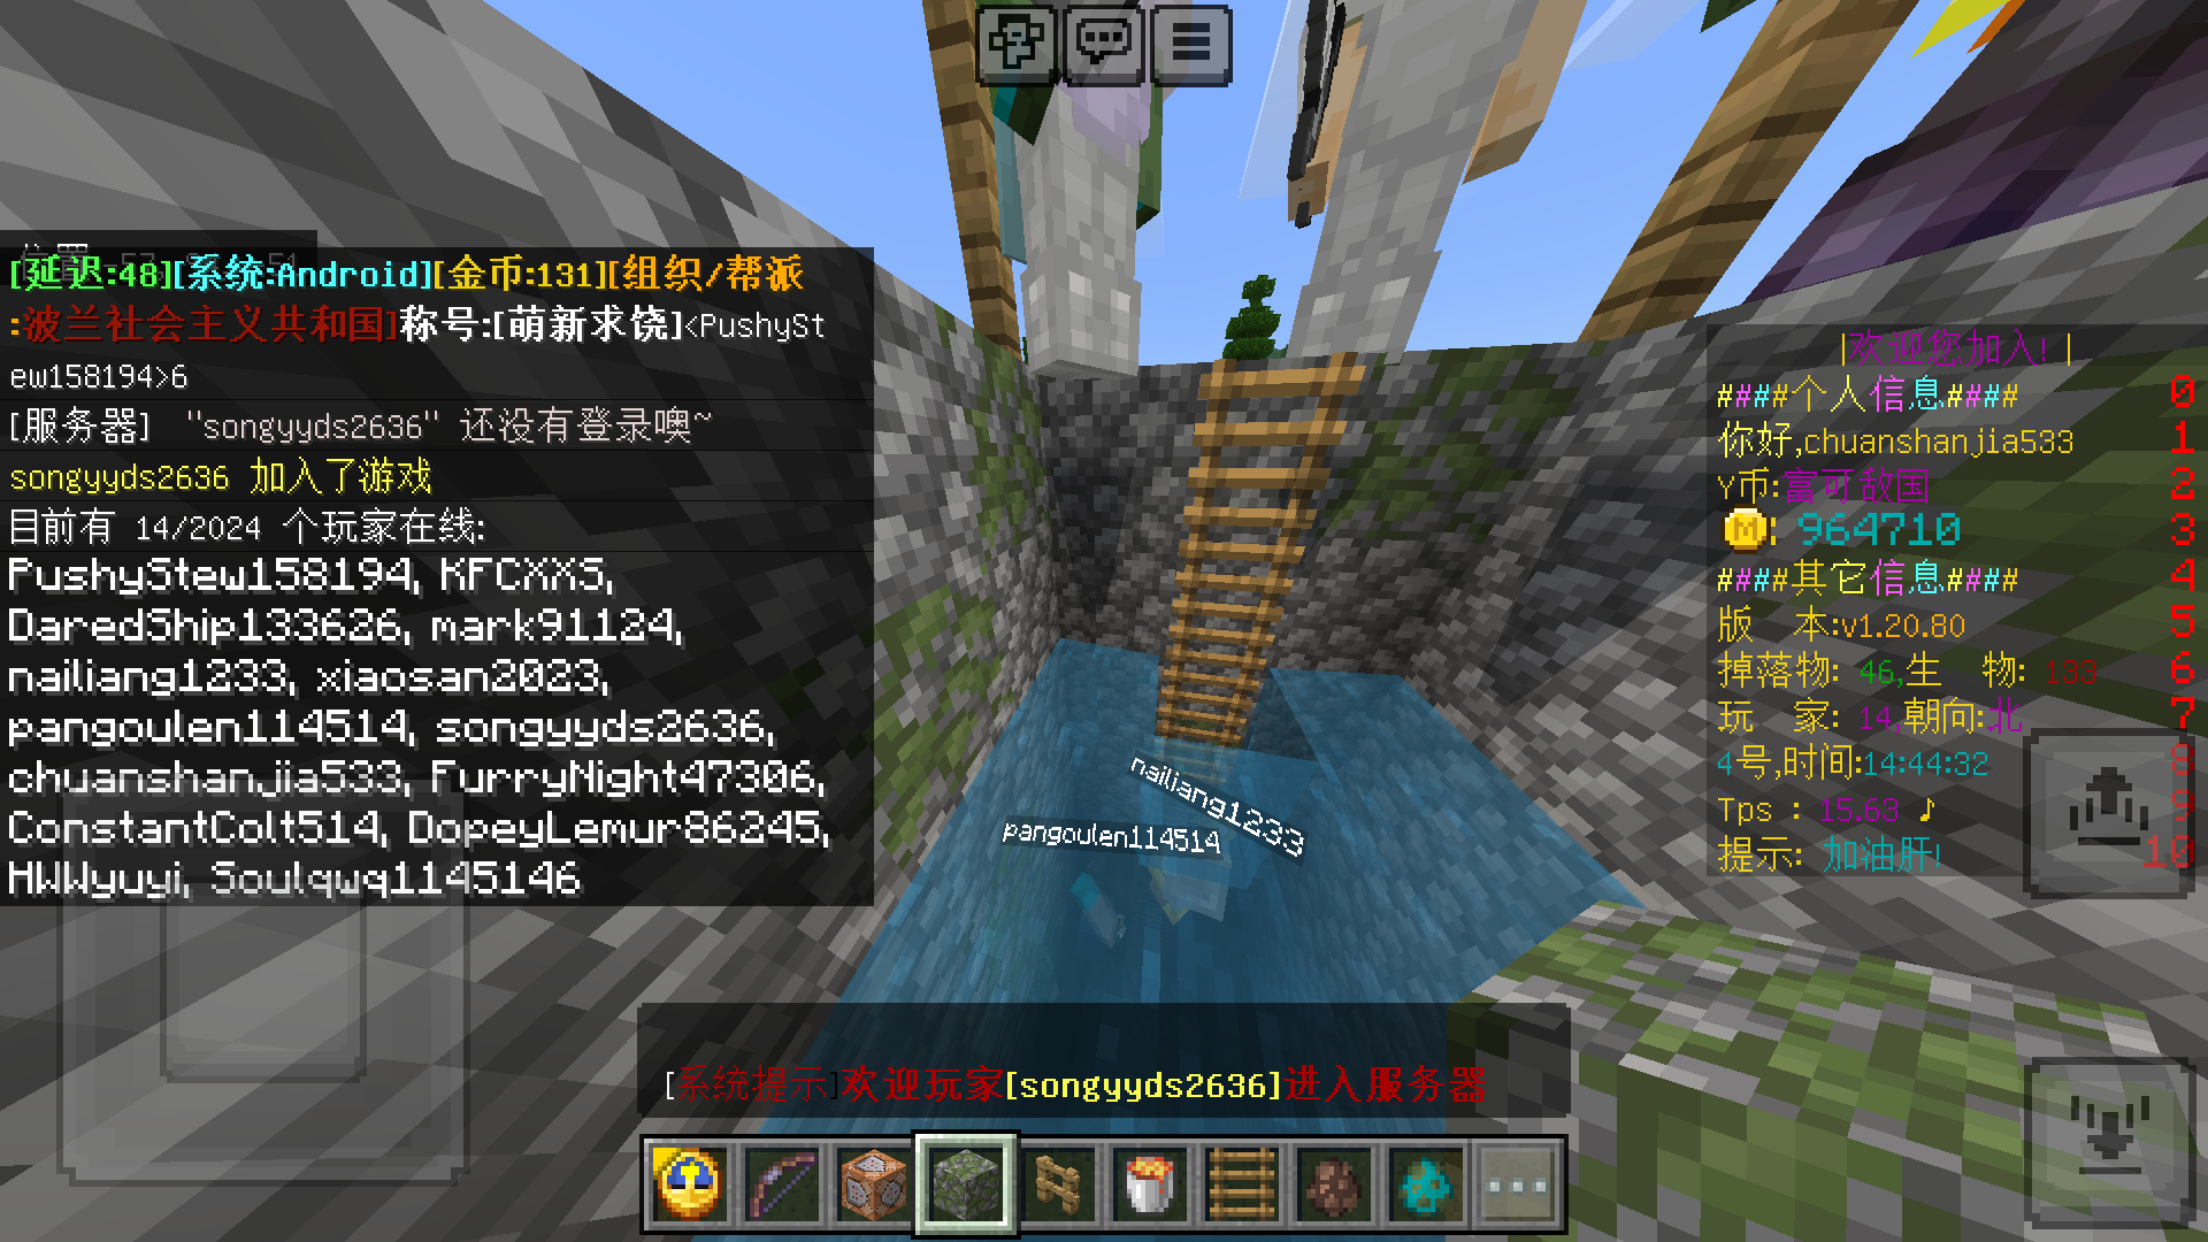 [延迟:48][系统:Android][金币:131][组织/帮派
:波兰社会主义共和国]称号:[萌新求饶]<PushySt
ew158194>6
[服务器] "songyyds2636" 还没有登录噢~
songyyds2636 加入了游戏
目前有 14/2024 个玩家在线:
PushyStew158194, KFCXXS,
DaredShip133626, mark91124,
nailiang1233, xiaosan2023,
pangoulen114514, songyyds2636,
chuanshanjia533, FurryNight47306,
ConstantColt514, DopeyLemur86245,
HWWyuyi, Soulqwq1145146
nailiang1233
pangoulen114514
|欢迎您加入!|
####个人信息#### 0
你好,chuanshanjia533 1
Y币:富可敌国 2
M: 964710 3
####其它信息#### 4
版 本:v1.20.80 5
掉落物: 46,生 物: 133 6
玩 家: 14,朝向:北 7
4号,时间:14:44:32 8
Tps : 15.63 ♪ 9
提示: 加油肝! 10
[系统提示]欢迎玩家[songyyds2636]进入服务器